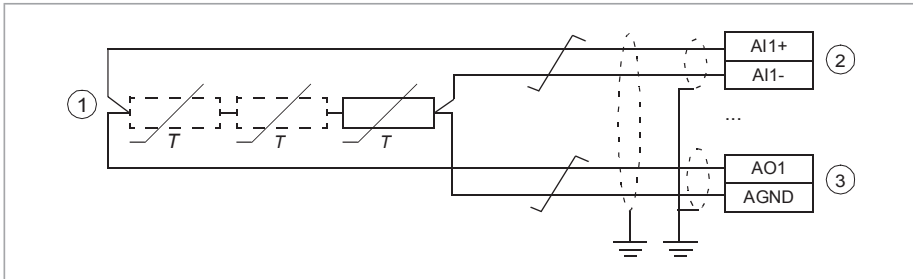 AI1+
2
AI1-
1
T T T
...
AO1
3
AGND